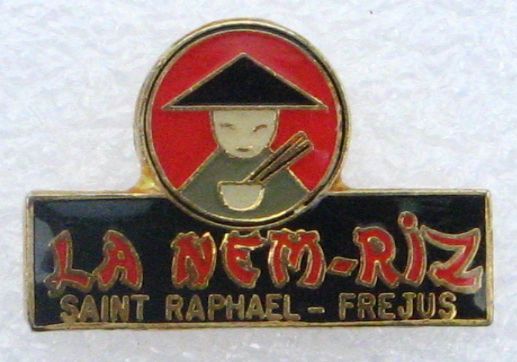 LA NEM-RiZ
SAINT RAPHAEL - FREJUS